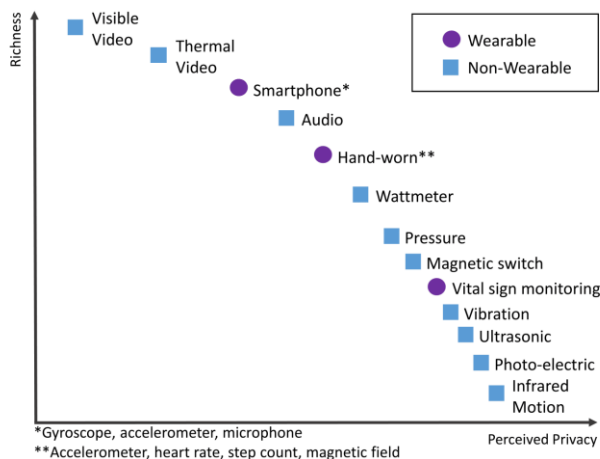 Richness
Visible
Video
Thermal
Video
Smartphone*
Audio
Hand-worn**
Wattmeter
Pressure
Magnetic switch
Vital sign monitoring
Vibration
Ultrasonic
Photo-electric
Infrared
Motion
Wearable
Non-Wearable
Perceived Privacy
*Gyroscope, accelerometer, microphone
**Accelerometer, heart rate, step count, magnetic field